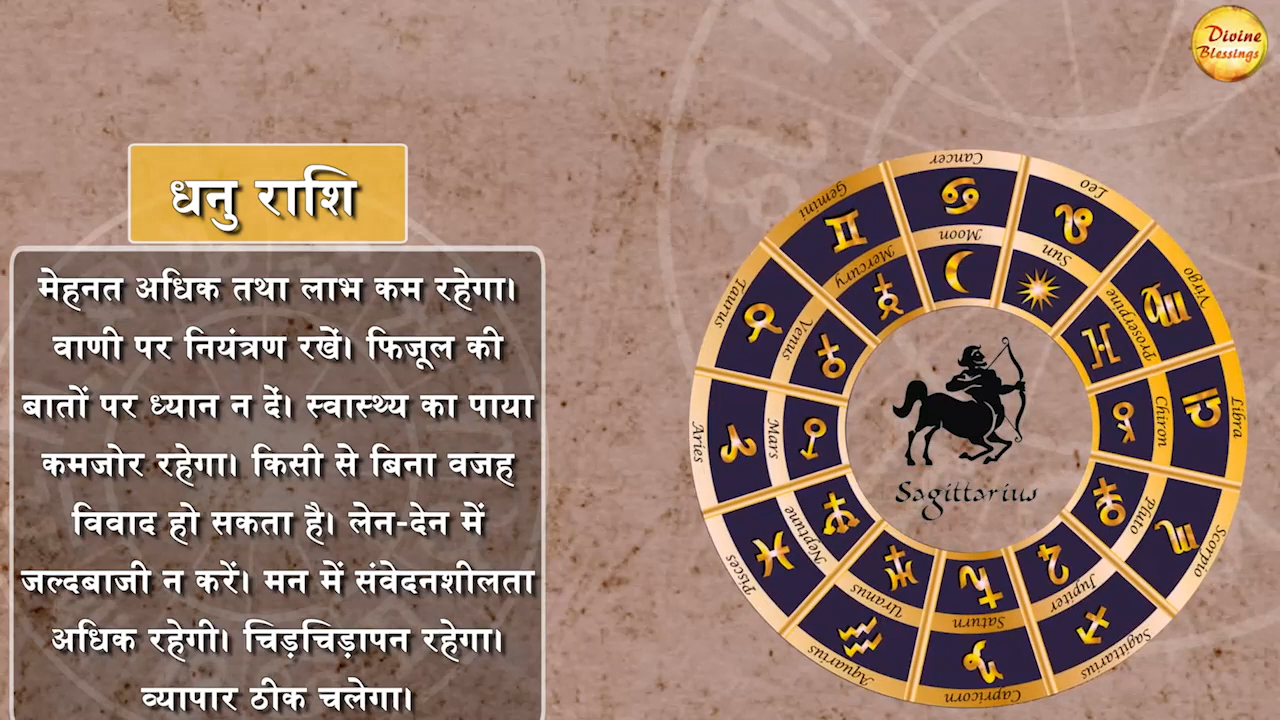 Divine
Blessings
धनु राशि
मेहनत अधिक तथा लाभ कम रहेगा।
वाणी पर नियंत्रण रखें। फिजूल की
बातों पर ध्यान न दें। स्वास्थ्य का पाया
कमजोर रहेगा। किसी से बिना वजह
विवाद हो सकता है। लेन-देन में
जल्दबाजी न करें। मन में संवेदनशीलता
अधिक रहेगी। चिड़चिड़ापन रहेगा।
व्यापार ठीक चलेगा।
Cancer
Leo
Virgo
Libra
Scorpio
Sagittarius
Capricorn
Aquarius
Pisces
Aries
Taurus
Gemini
Moon
Sun
Proserpine
Chiron
Pluto
Jupiter
Saturn
Uranus
Neptune
Mars
Venus
Mercury
Sagittarius